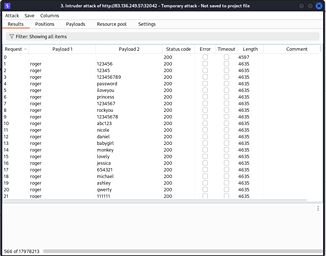 3. Intruder attack of http://83.136.249.57:32042 - Temporary attack - Not saved to project file
Attack Save Columns
Results Positions Payloads Resource pool Settings
Filter: Showing all items
Request Payload 1 Payload 2 Status code Error Timeout Length Comment
0 200 4597
1 roger 123456 200 4635
2 roger 12345 200 4635
3 roger 123456789 200 4635
4 roger password 200 4635
5 roger iloveyou 200 4635
6 roger princess 200 4635
7 roger 1234567 200 4635
8 roger rockyou 200 4635
9 roger 12345678 200 4635
10 roger abc123 200 4635
11 roger nicole 200 4635
12 roger daniel 200 4635
13 roger babygirl 200 4635
14 roger monkey 200 4635
15 roger lovely 200 4635
16 roger jessica 200 4635
17 roger 654321 200 4635
18 roger michael 200 4635
19 roger ashley 200 4635
20 roger qwerty 200 4635
21 roger 111111 200 4635
566 of 17978213